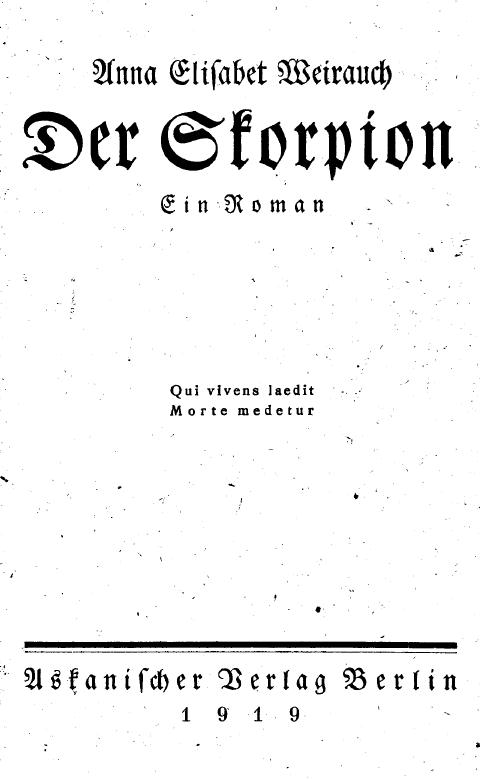 Anna Elisabet Weirauch
Der Skorpion
Ein Roman
Qui vivens laedit
Morte medetur
Askanischer Verlag Berlin
1919